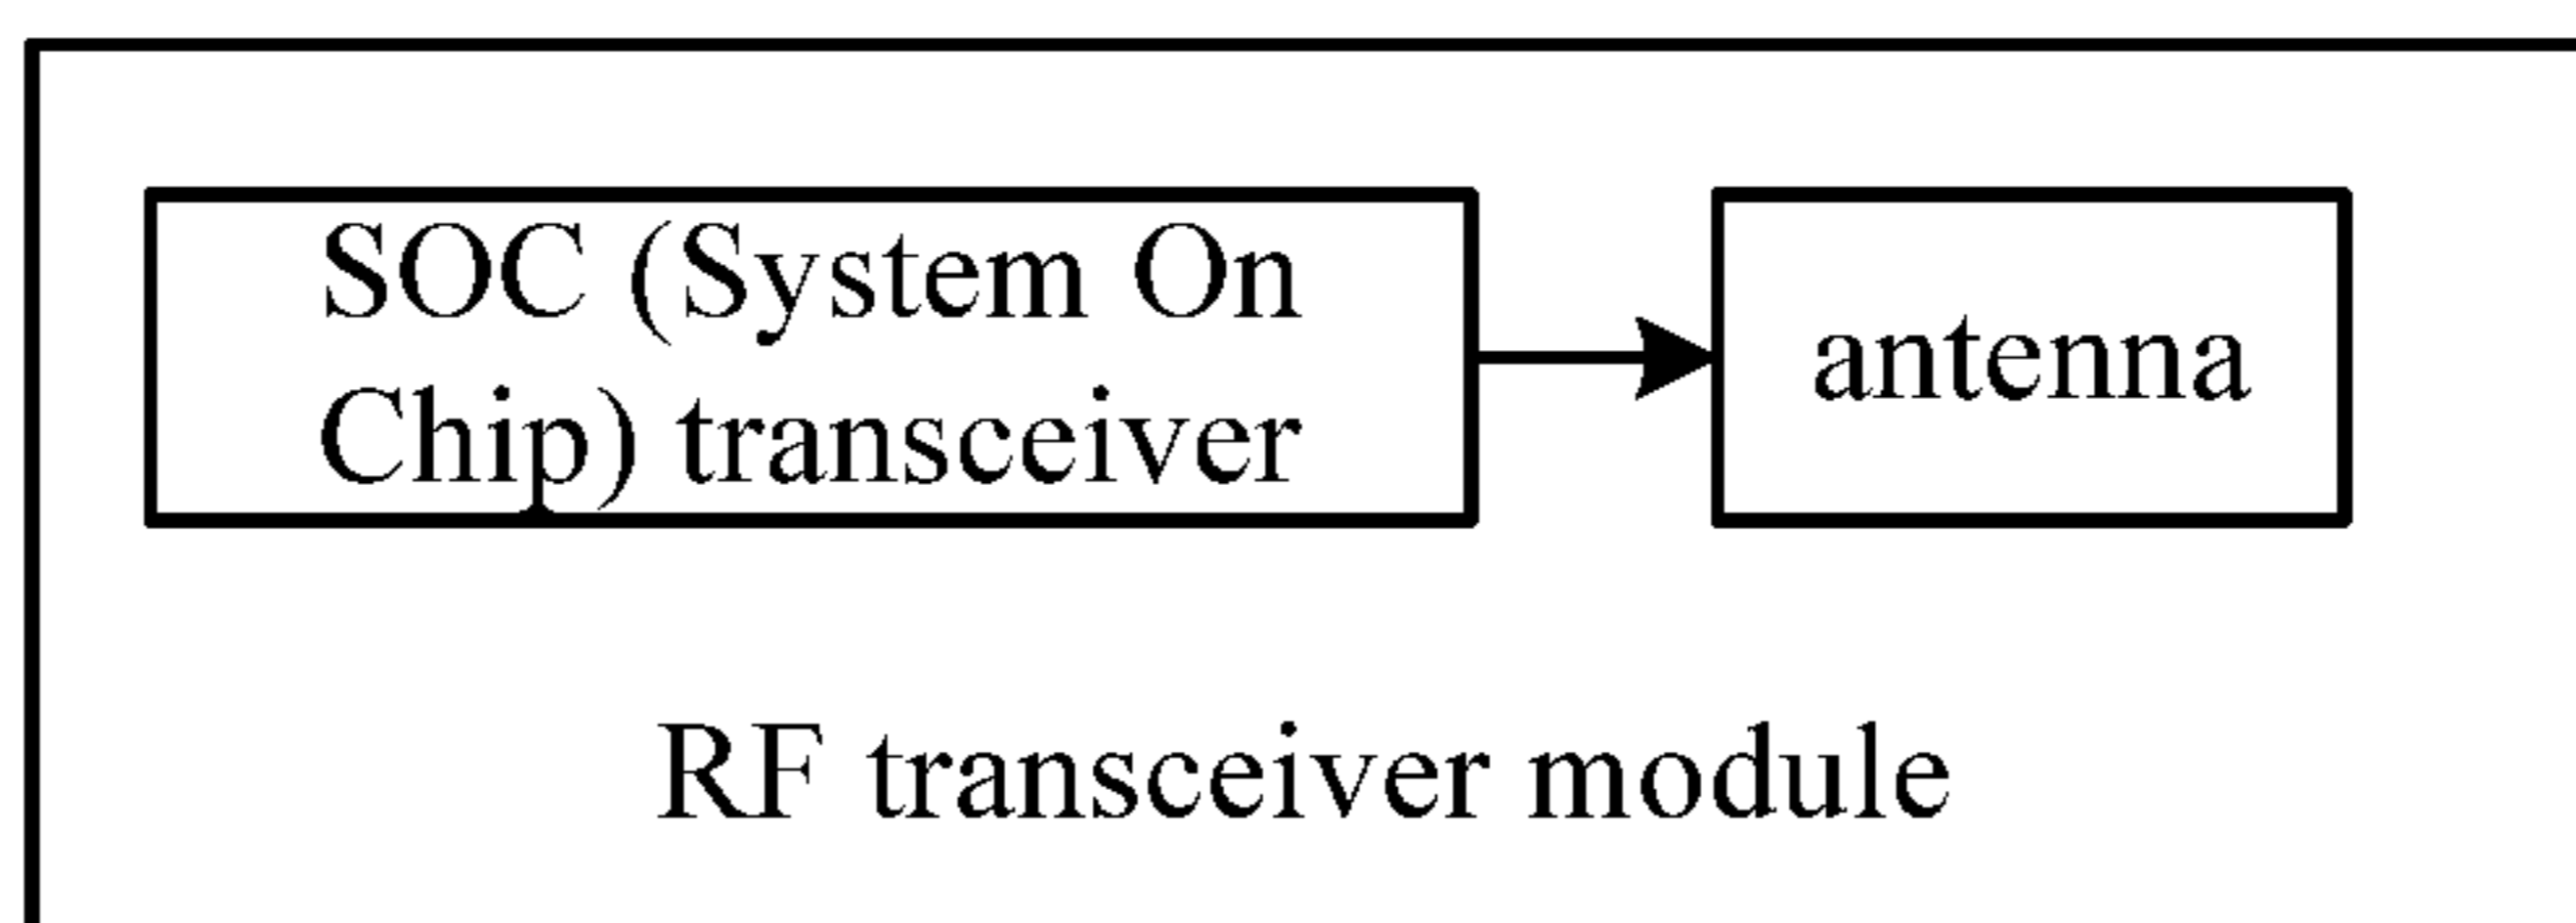 SOC (System On
Chip) transceiver
antenna
RF transceiver module